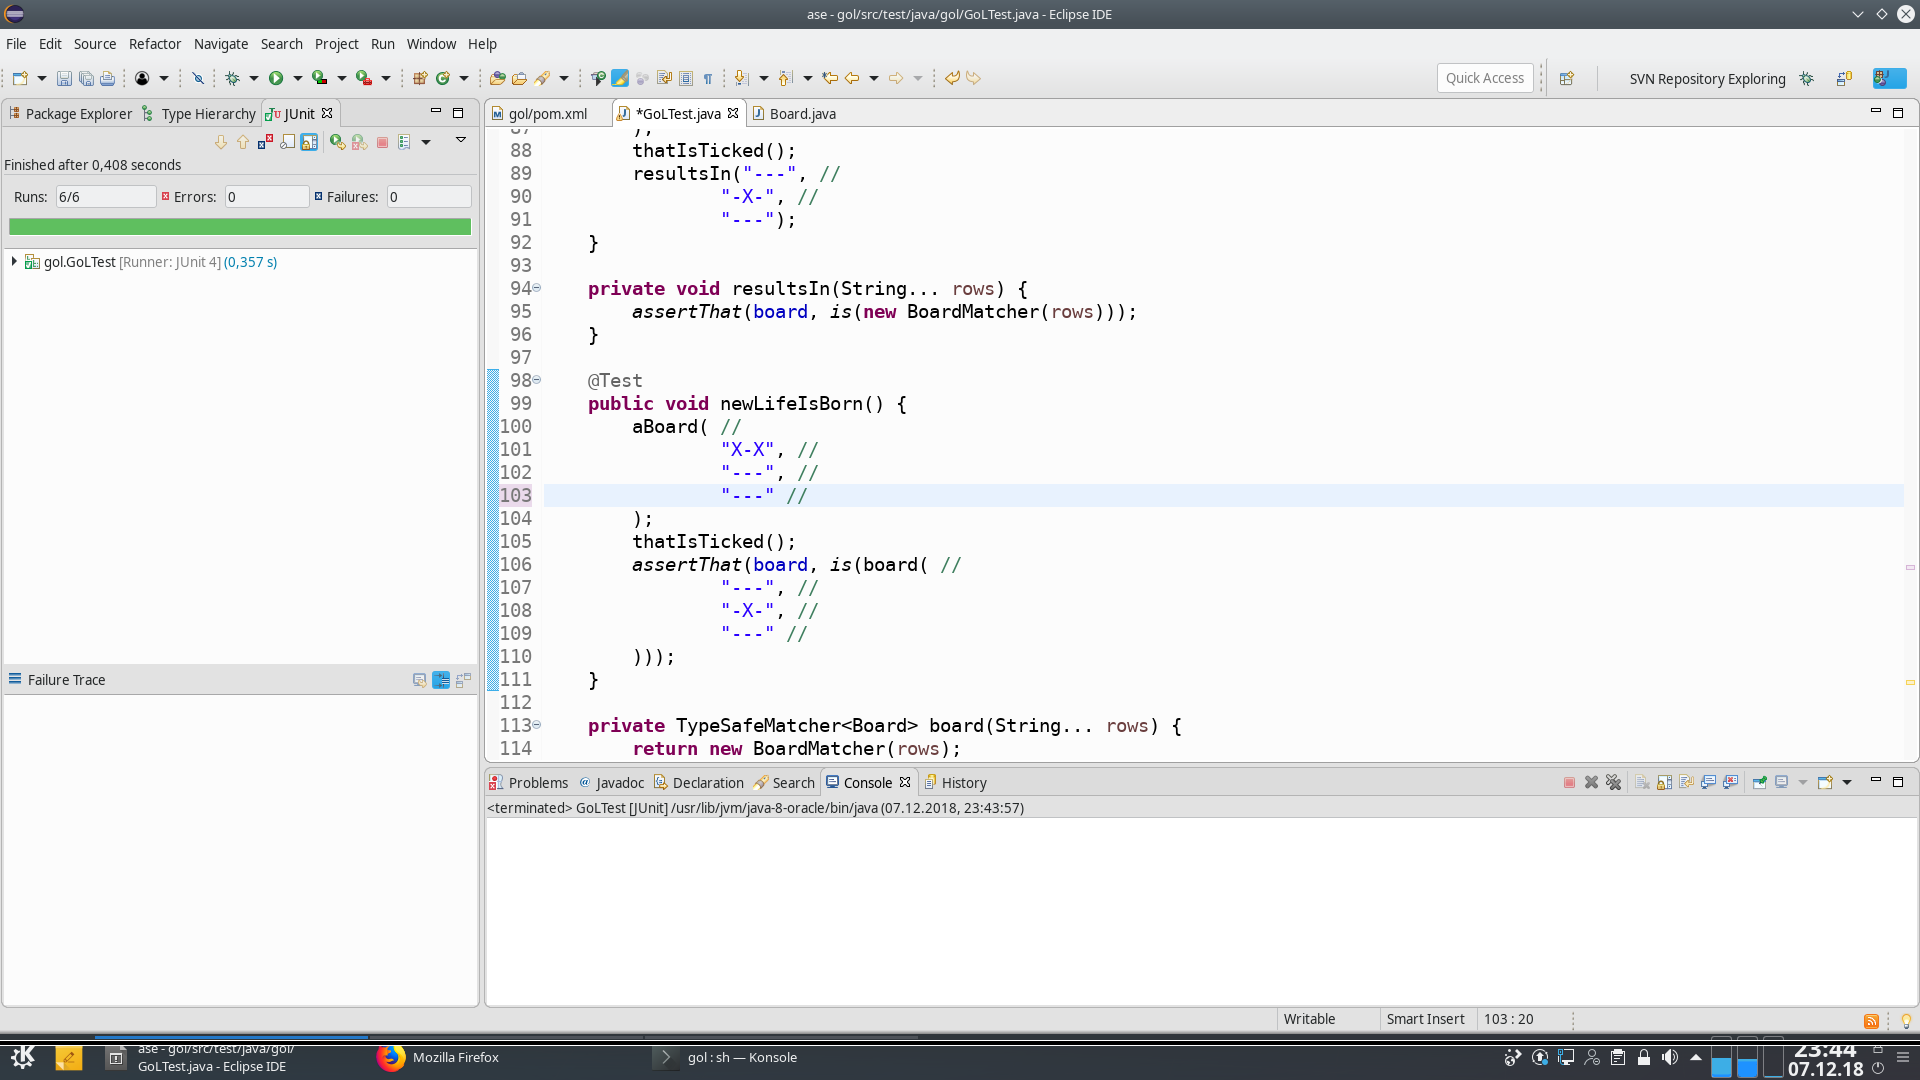 ase - gol/src/test/java/gol/GoLTest.java - Eclipse IDE
File Edit Source Refactor Navigate Search Project Run Window Help
Quick Access
SVN Repository Exploring
Package Explorer Type Hierarchy JUnit
Finished after 0,408 seconds
Runs: 6/6 Errors: 0 Failures: 0
gol.GoLTest [Runner: JUnit 4] (0,357 s)
Failure Trace
gol/pom.xml *GoLTest.java Board.java
87 );
88 thatIsTicked();
89 resultsIn("---", //
90 "-X-", //
91 "---");
92 }
93
94 private void resultsIn(String... rows) {
95 assertThat(board, is(new BoardMatcher(rows)));
96 }
97
98 @Test
99 public void newLifeIsBorn() {
100 aBoard( //
101 "X-X", //
102 "---", //
103 "---" //
104 );
105 thatIsTicked();
106 assertThat(board, is(board( //
107 "---", //
108 "-X-", //
109 "---" //
110 )));
111 }
112
113 private TypeSafeMatcher<Board> board(String... rows) {
114 return new BoardMatcher(rows);
Problems Javadoc Declaration Search Console History
<terminated> GoLTest [JUnit] /usr/lib/jvm/java-8-oracle/bin/java (07.12.2018, 23:43:57)
Writable Smart Insert 103 : 20
ase - gol/src/test/java/gol/
GoLTest.java - Eclipse IDE
Mozilla Firefox
gol : sh — Konsole
23:44
07.12.18